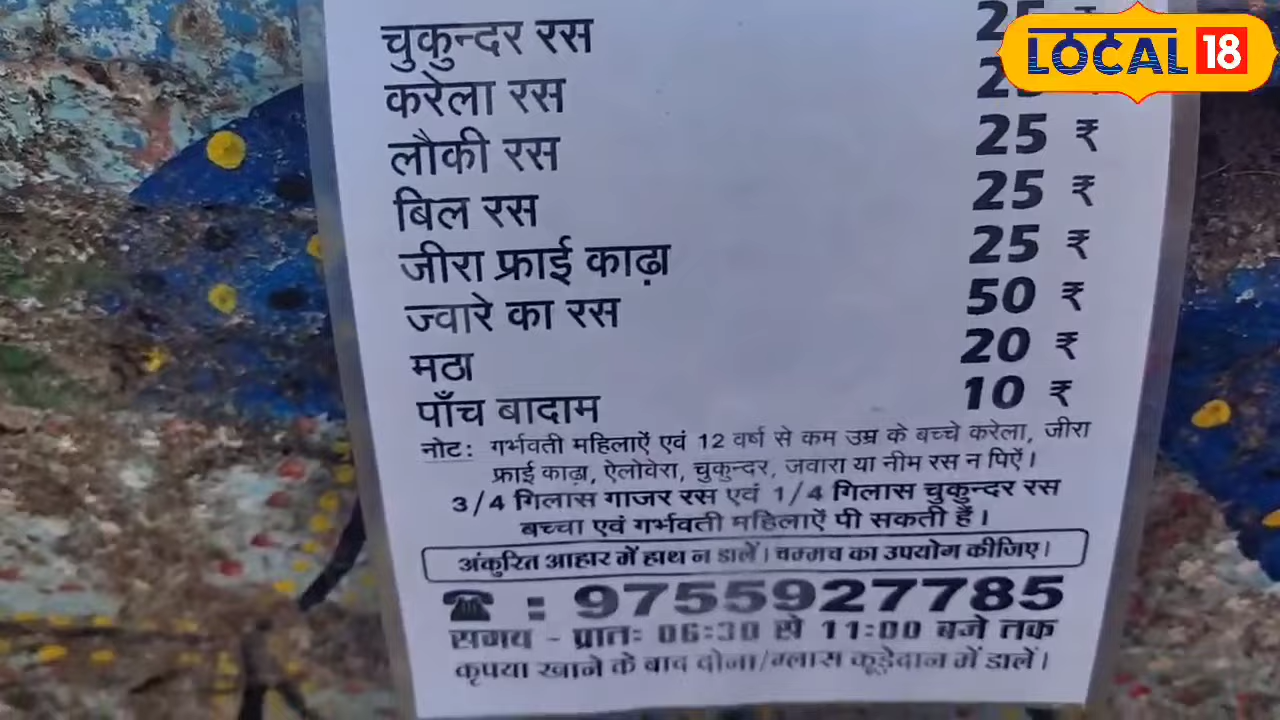 LOCAL 18
चुकुन्दर रस 25 ₹
करेला रस
लौकी रस 25 ₹
बिल रस 25 ₹
जीरा फ्राई काढ़ा 25 ₹
ज्वारे का रस 50 ₹
मठा 20 ₹
पाँच बादाम 10 ₹
नोट: गर्भवती महिलाऐं एवं 12 वर्ष से कम उम्र के बच्चे करेला, जीरा
फ्राई काढ़ा, ऐलोवेरा, चुकुन्दर, जवारा या नीम रस न पिऐं।
3/4 गिलास गाजर रस एवं 1/4 गिलास चुकुन्दर रस
बच्चा एवं गर्भवती महिलाऐं पी सकती हैं।
अंकुरित आहार में हाथ न डालें। चम्मच का उपयोग कीजिए।
☎ : 9755927785
समय - प्रातः 06:30 से 11:00 बजे तक
कृपया खाने के बाद दोना/ग्लास कूड़ेदान में डालें।